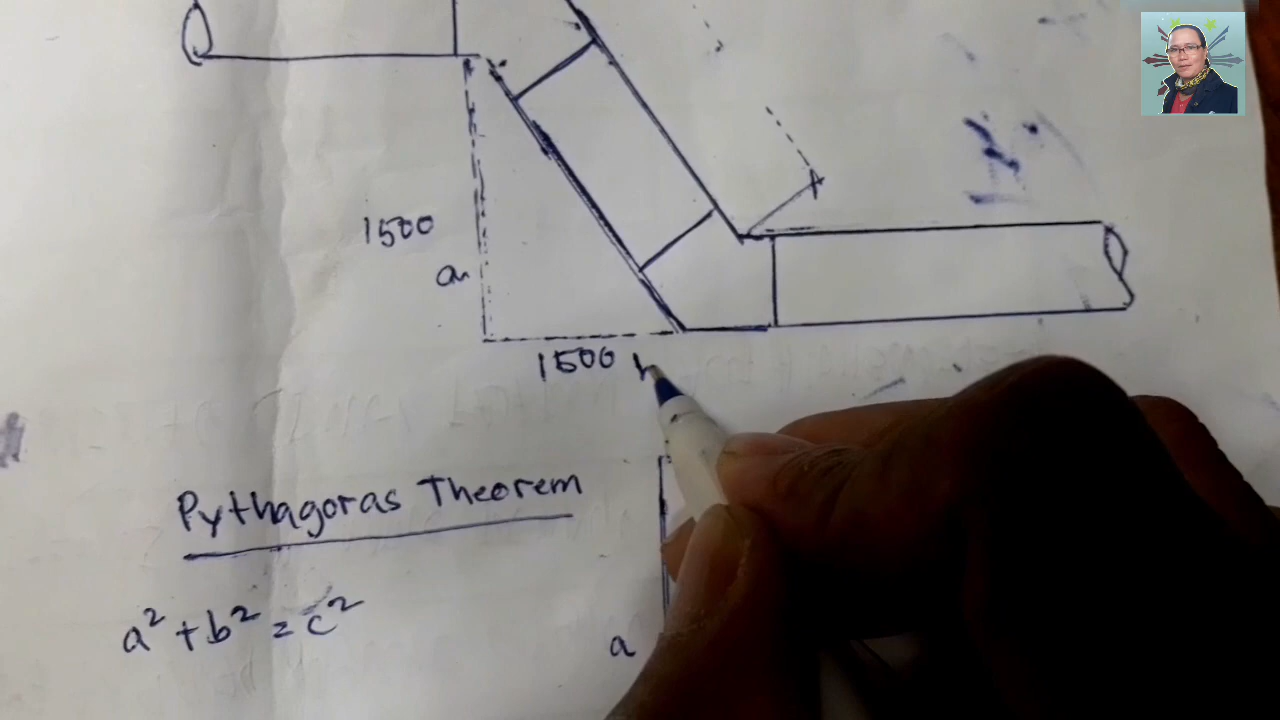 1500
a
1500
Pythagoras Theorem
a² + b² = c²
a